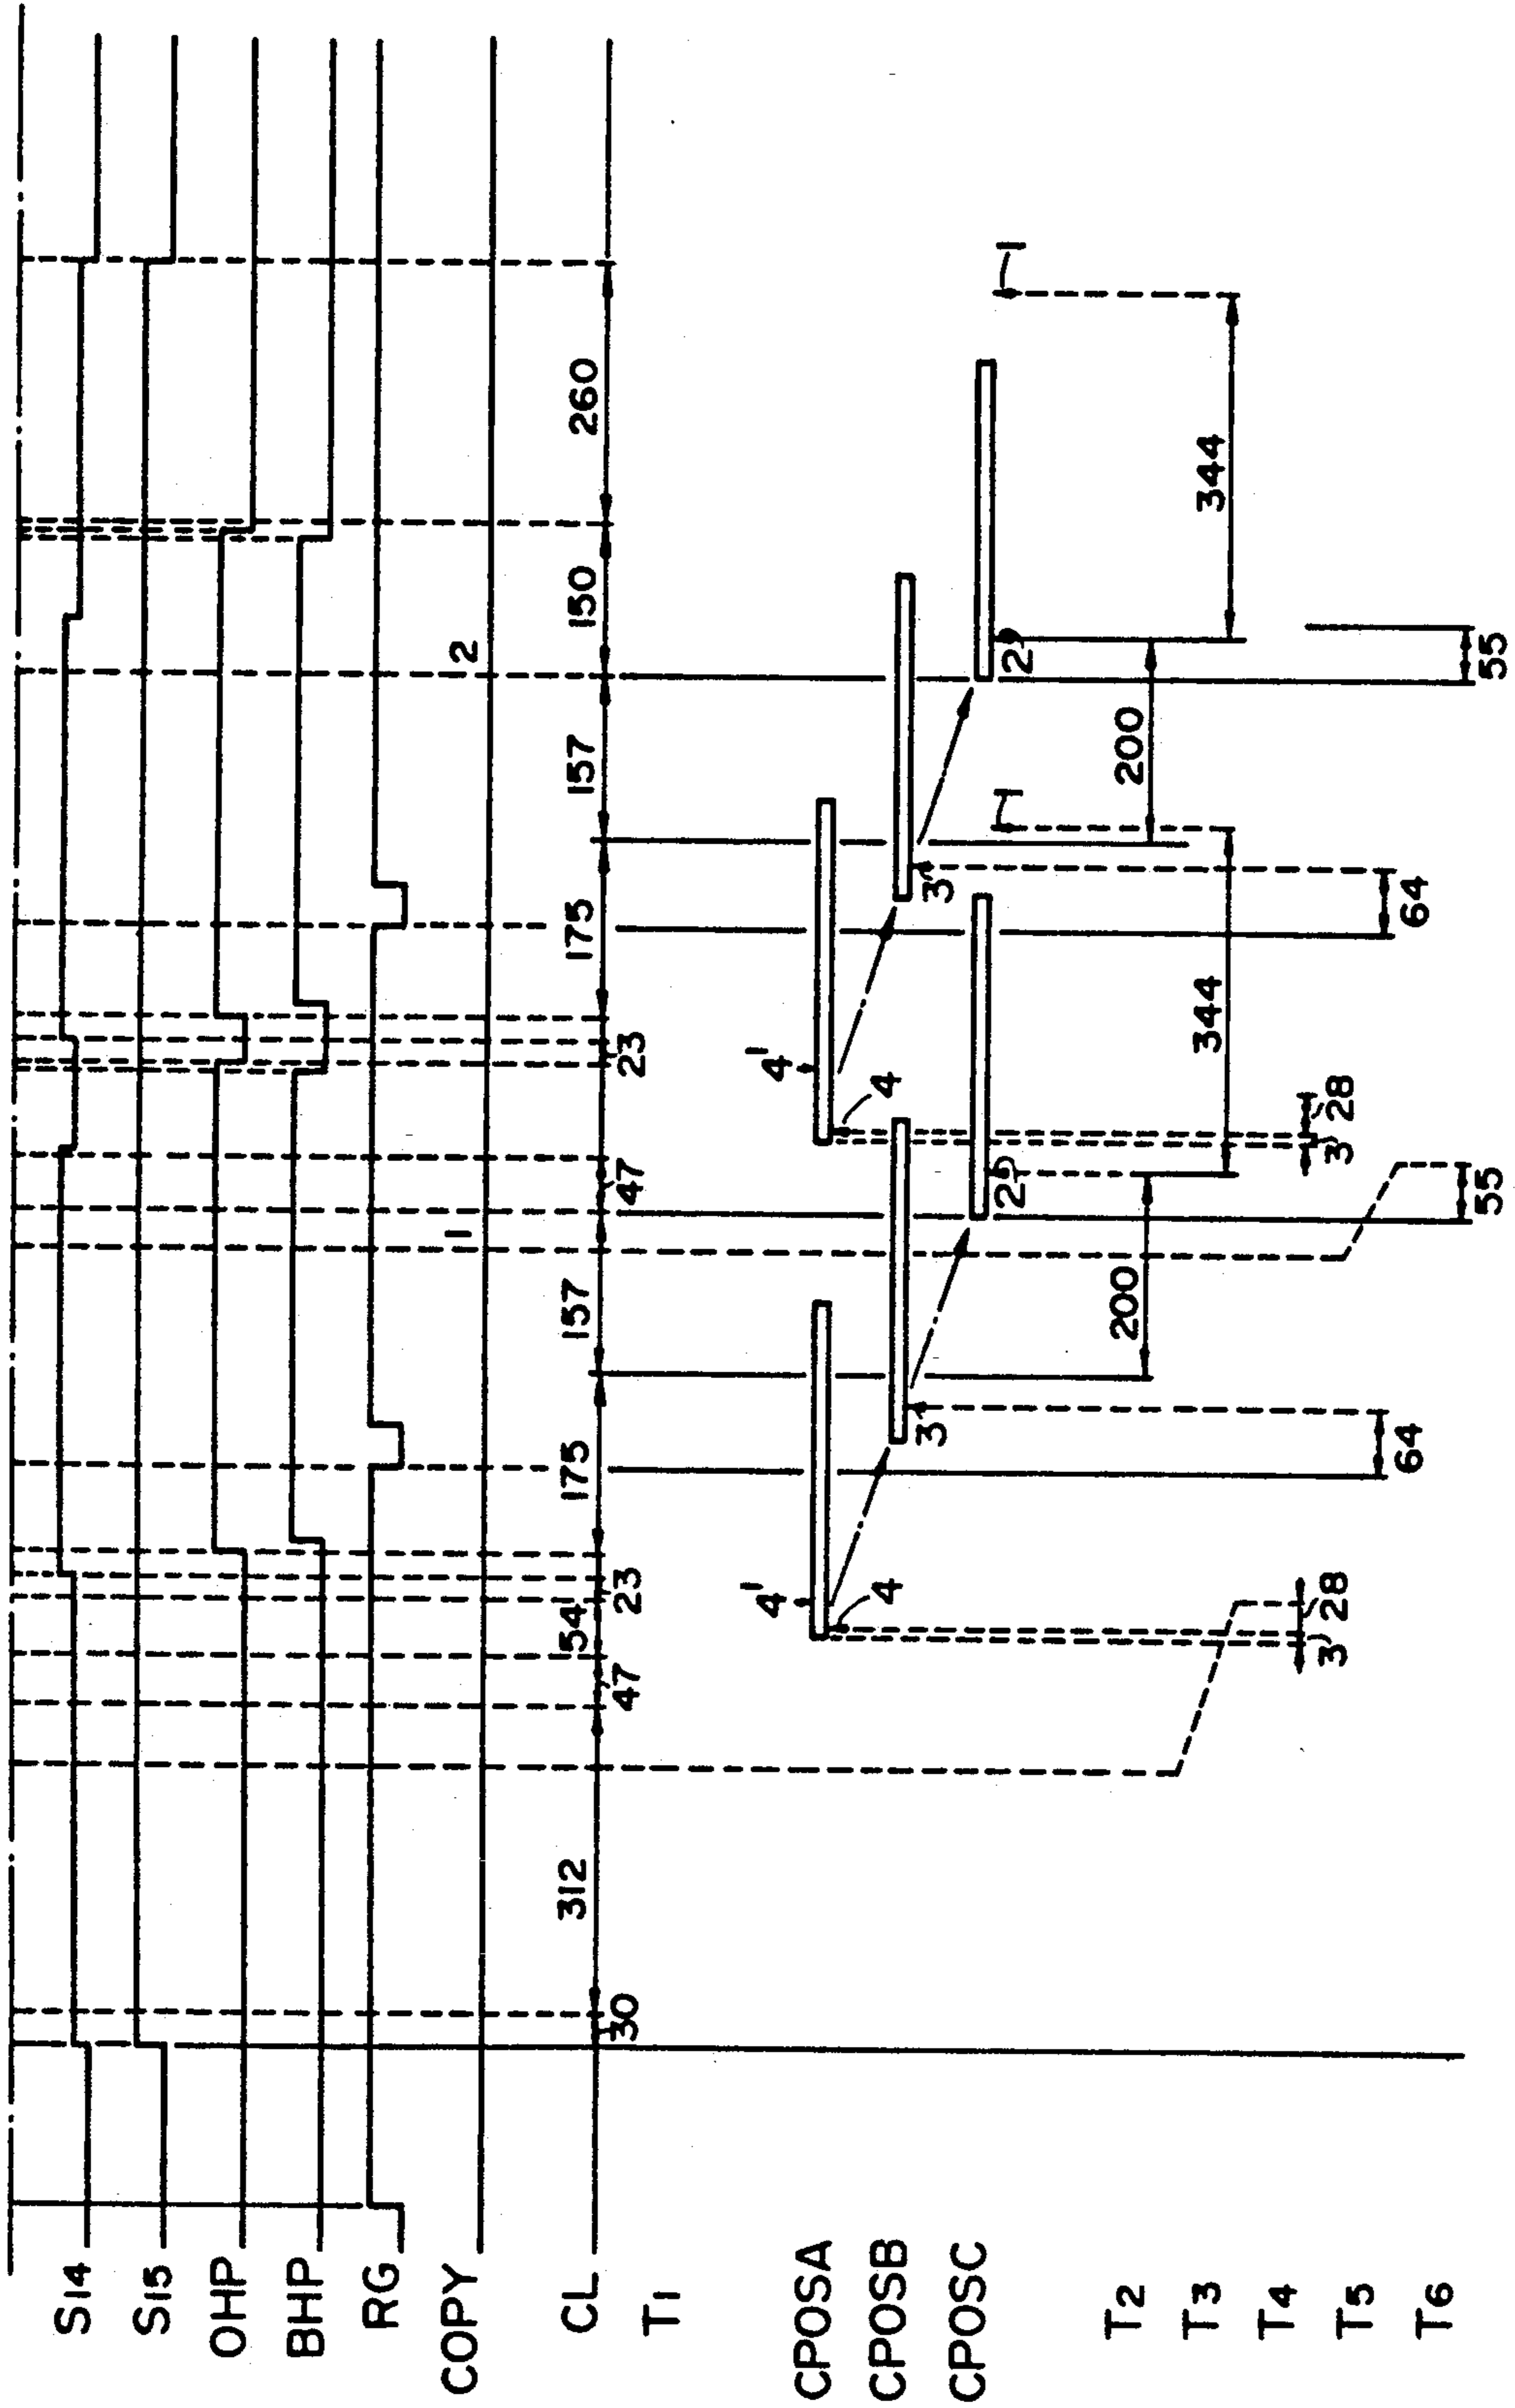 S14
S15
OHP
BHP
RG
COPY 1 2
CL 312 54 175 157 175 157 150 260
T1 30 47 23 47 23
4' 4'
CPOSA 4 4
CPOSB 3 3
CPOSC 2 1 2 1
T2 200 200
T3 344 344
T4 3 28 3 28
T5 64 64
T6 55 55